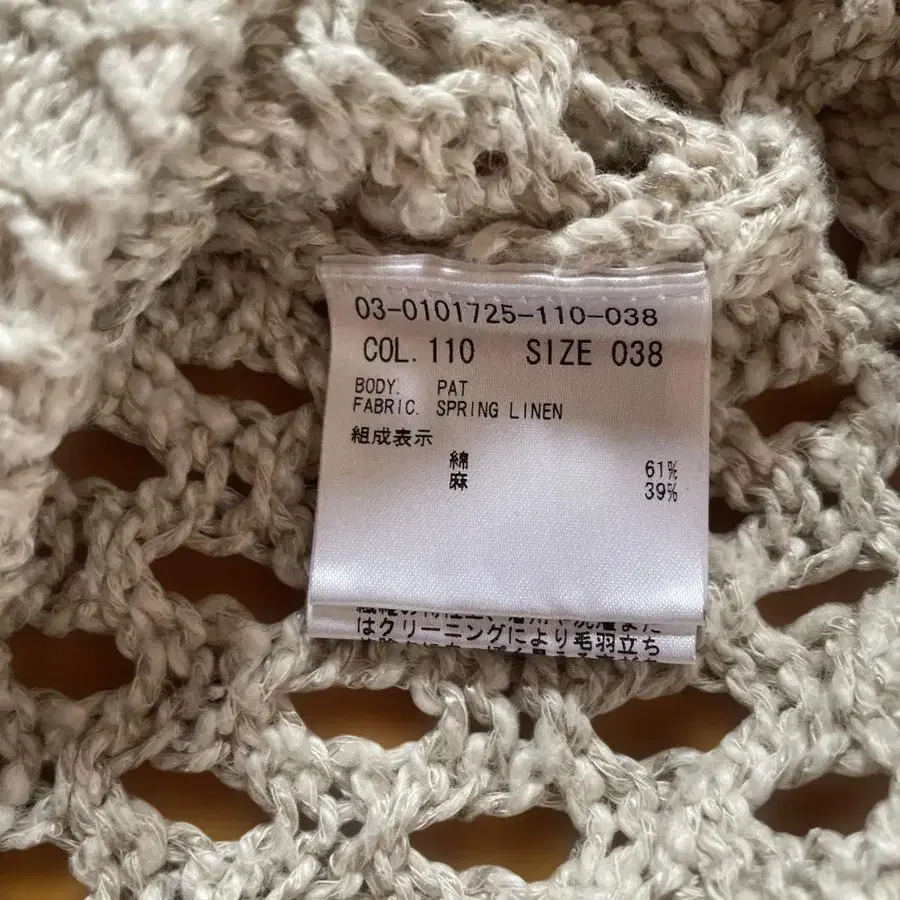 03-0101725-110-038
COL. 110 SIZE 038
BODY. PAT
FABRIC. SPRING LINEN
組成表示
綿 61%
麻 39%
はクリーニングにより毛羽立ち